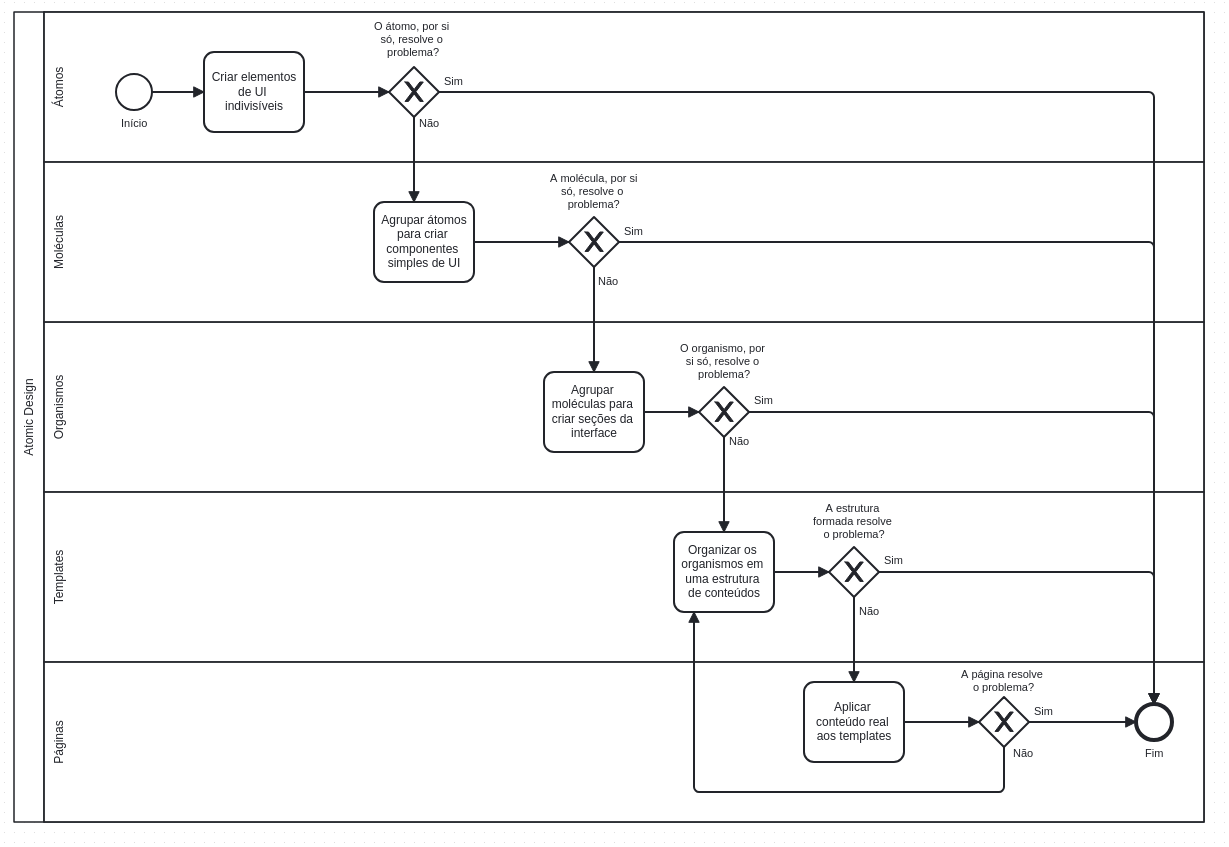 Atomic Design
Átomos
Início
Criar elementos
de UI
indivisíveis
O átomo, por si
só, resolve o
problema?
Sim
Não
Moléculas
Agrupar átomos
para criar
componentes
simples de UI
A molécula, por si
só, resolve o
problema?
Sim
Não
Organismos
Agrupar
moléculas para
criar seções da
interface
O organismo, por
si só, resolve o
problema?
Sim
Não
Templates
Organizar os
organismos em
uma estrutura
de conteúdos
A estrutura
formada resolve
o problema?
Sim
Não
Páginas
Aplicar
conteúdo real
aos templates
A página resolve
o problema?
Sim
Não
Fim